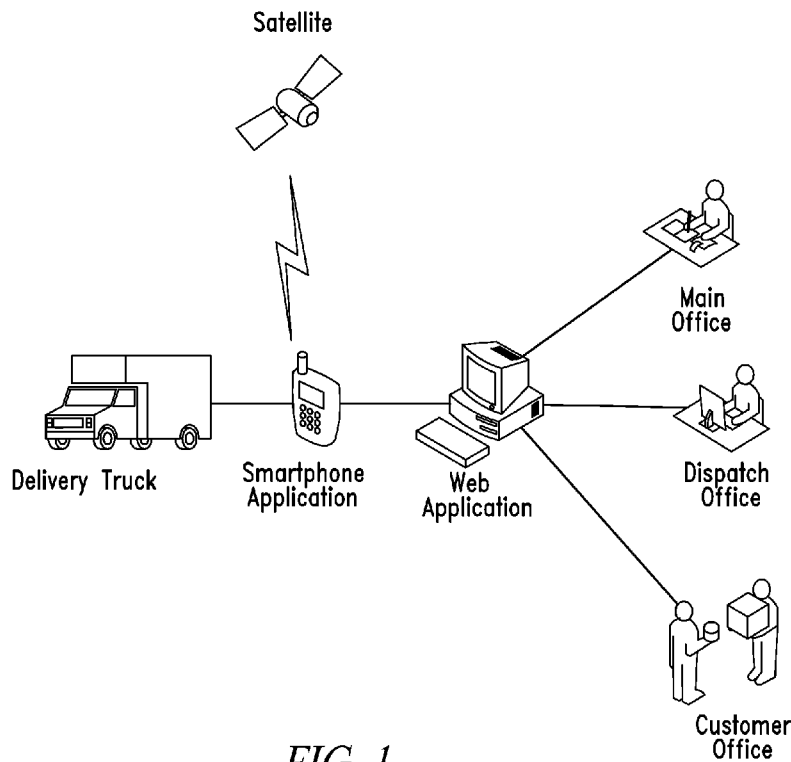 Satellite
Main
Office
Delivery Truck
Smartphone
Application
Web
Application
Dispatch
Office
Customer
Office
FIG. 1